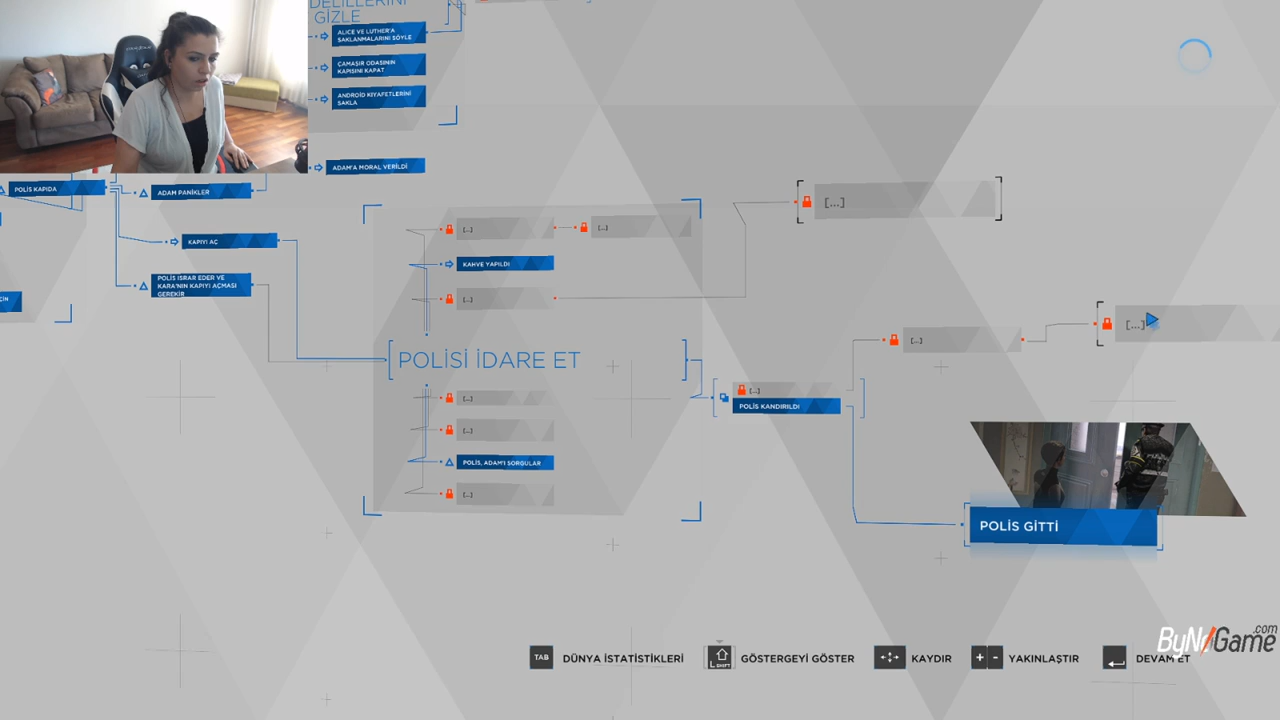 DELİLLERİNİ
GİZLE
ALICE VE LUTHER'A
SAKLANMALARINI SÖYLE
ÇAMAŞIR ODASININ
KAPISINI KAPAT
ANDROID KIYAFETLERİNİ
SAKLA
ADAM'A MORAL VERİLDİ
POLİS KAPIDA
ADAM PANİKLER
KAPIYI AÇ
POLİS ISRAR EDER VE
KARA'NIN KAPIYI AÇMASI
GEREKİR
[...]
[...]
KAHVE YAPILDI
[...]
[...]
[...]
[...]
POLİSİ İDARE ET
[...]
POLİS KANDIRILDI
[...]
[...]
POLİS, ADAM'I SORGULAR
[...]
POLİS GİTTİ
ByNoGame.com
TAB DÜNYA İSTATİSTİKLERİ
L SHIFT GÖSTERGEYİ GÖSTER
KAYDIR
+ - YAKINLAŞTIR
DEVAM ET